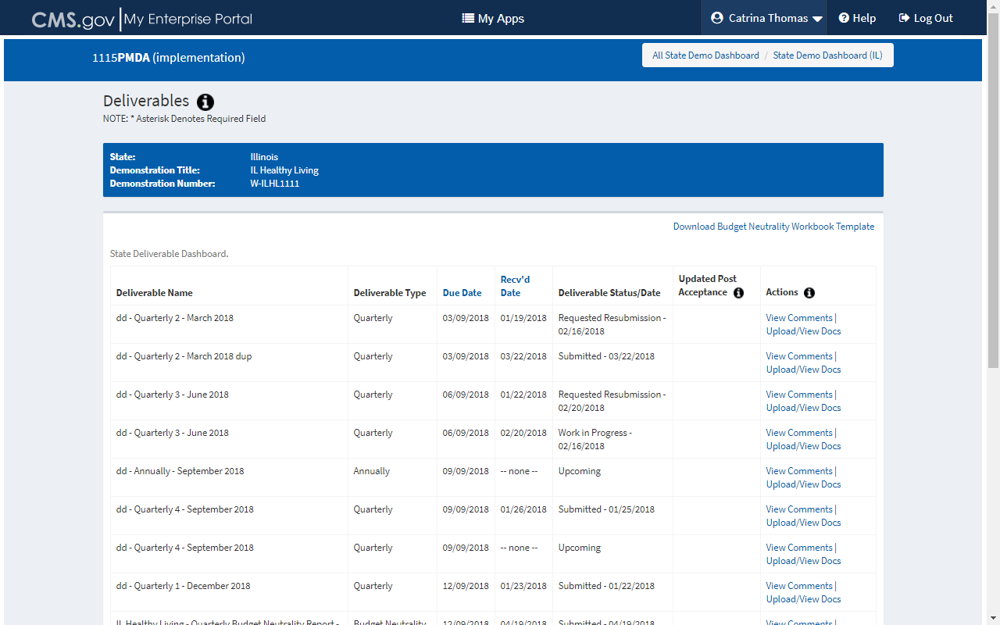 CMS.gov My Enterprise Portal
My Apps
Catrina Thomas
Help
Log Out
1115PMDA (implementation)
All State Demo Dashboard / State Demo Dashboard (IL)
Deliverables
NOTE: * Asterisk Denotes Required Field
State: Illinois
Demonstration Title: IL Healthy Living
Demonstration Number: W-ILHL1111
Download Budget Neutrality Workbook Template
State Deliverable Dashboard.
Deliverable Name Deliverable Type Due Date Recv'd Date Deliverable Status/Date Updated Post Acceptance Actions
dd - Quarterly 2 - March 2018 Quarterly 03/09/2018 01/19/2018 Requested Resubmission - View Comments |
02/16/2018 Upload/View Docs
dd - Quarterly 2 - March 2018 dup Quarterly 03/09/2018 03/22/2018 Submitted - 03/22/2018 View Comments |
Upload/View Docs
dd - Quarterly 3 - June 2018 Quarterly 06/09/2018 01/22/2018 Requested Resubmission - View Comments |
02/20/2018 Upload/View Docs
dd - Quarterly 3 - June 2018 Quarterly 06/09/2018 02/20/2018 Work in Progress - View Comments |
02/16/2018 Upload/View Docs
dd - Annually - September 2018 Annually 09/09/2018 -- none -- Upcoming View Comments |
Upload/View Docs
dd - Quarterly 4 - September 2018 Quarterly 09/09/2018 01/26/2018 Submitted - 01/25/2018 View Comments |
Upload/View Docs
dd - Quarterly 4 - September 2018 Quarterly 09/09/2018 -- none -- Upcoming View Comments |
Upload/View Docs
dd - Quarterly 1 - December 2018 Quarterly 12/09/2018 01/23/2018 Submitted - 01/22/2018 View Comments |
Upload/View Docs
IL Healthy Living - Quarterly Budget Neutrality Report - Budget Neutrality 12/09/2018 04/19/2018 Submitted - 04/19/2018 View Comments |